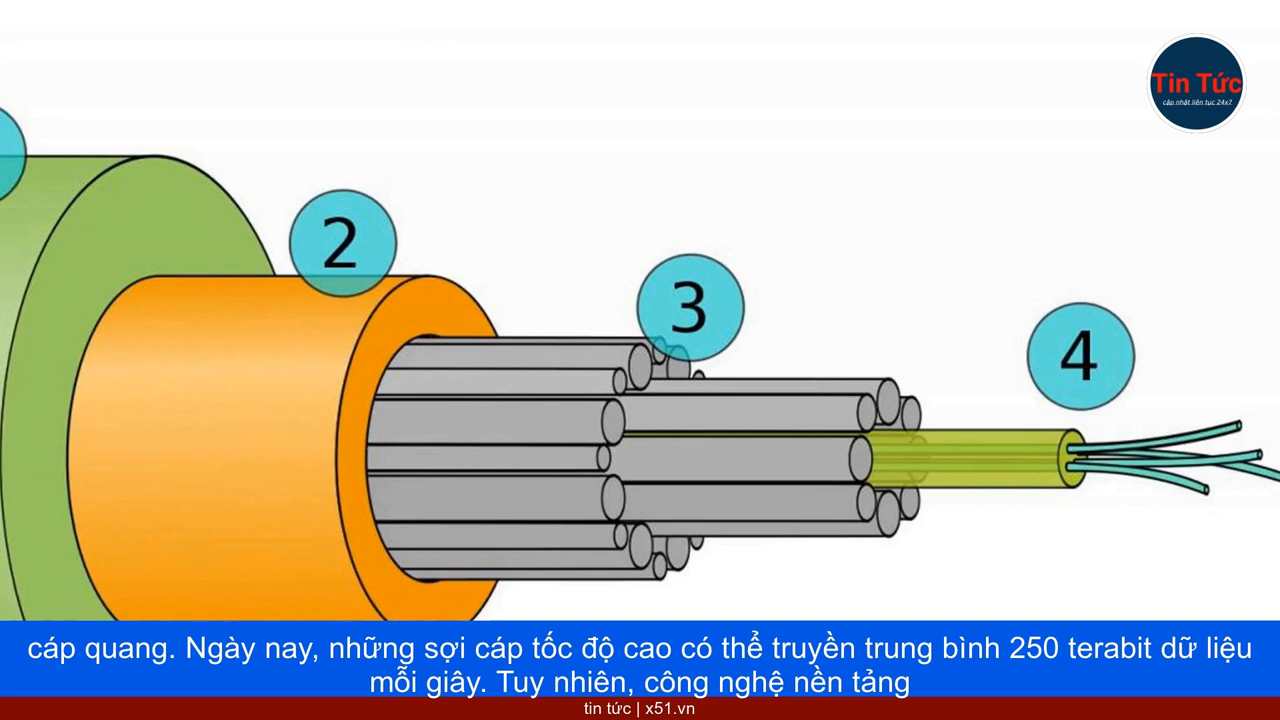 Tin Tức
cập nhật liên tục 24x7
2
3
4
cáp quang. Ngày nay, những sợi cáp tốc độ cao có thể truyền trung bình 250 terabit dữ liệu
mỗi giây. Tuy nhiên, công nghệ nền tảng
tin tức | x51.vn